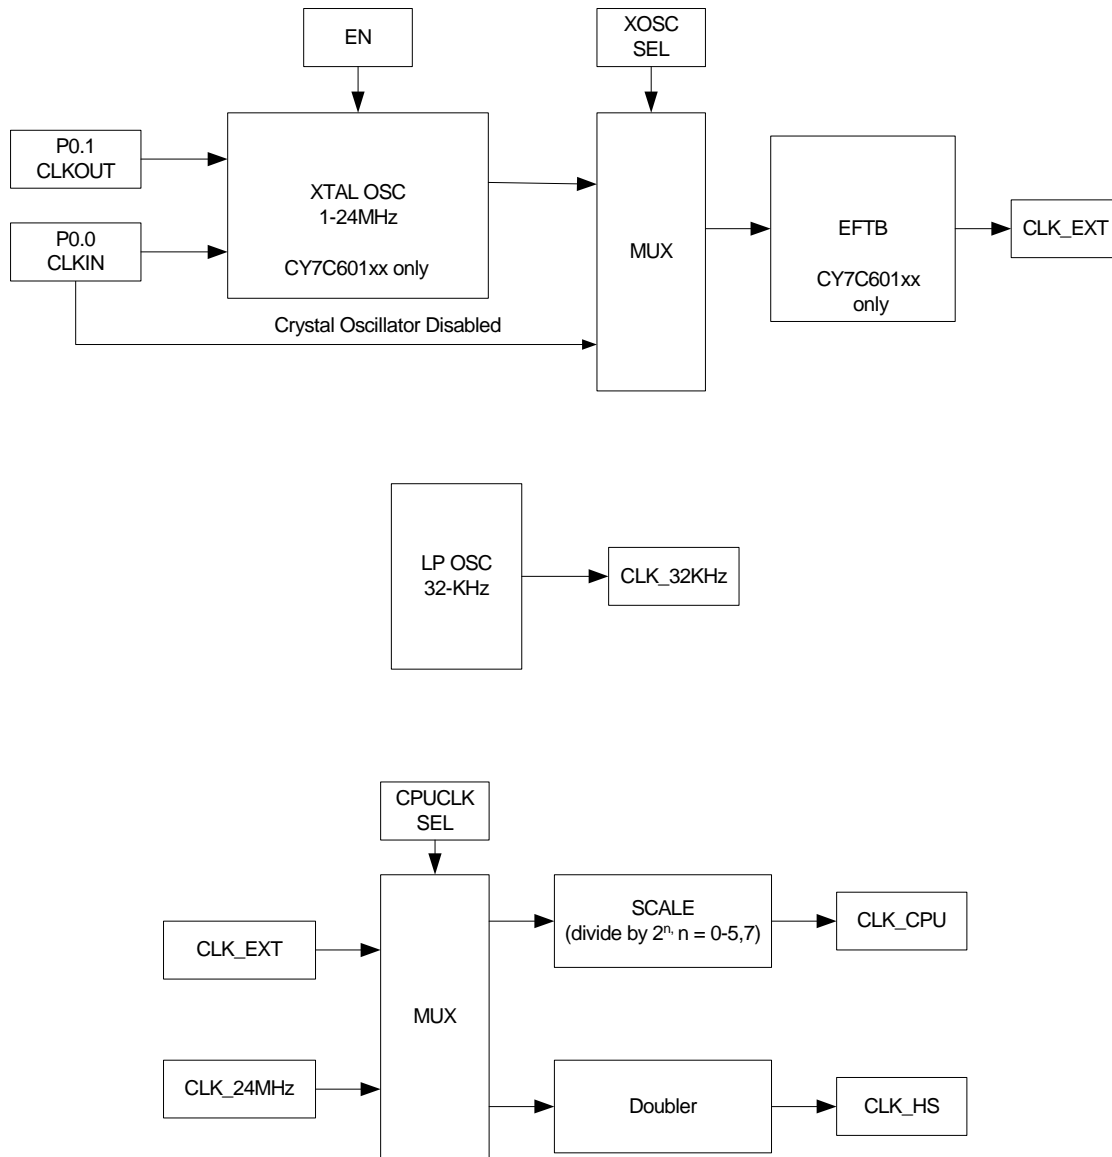 EN
XOSC
SEL
P0.1
CLKOUT
P0.0
CLKIN
XTAL OSC
1-24MHz
CY7C601xx only
Crystal Oscillator Disabled
MUX
EFTB
CY7C601xx
only
CLK_EXT
LP OSC
32-KHz
CLK_32KHz
CPUCLK
SEL
CLK_EXT
CLK_24MHz
MUX
SCALE
(divide by 2ⁿ, n = 0-5,7)
CLK_CPU
Doubler
CLK_HS